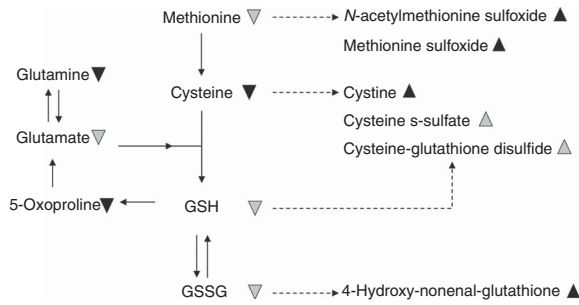 Methionine
N-acetylmethionine sulfoxide
Methionine sulfoxide
Glutamine
Cysteine
Cystine
Cysteine s-sulfate
Glutamate
Cysteine-glutathione disulfide
5-Oxoproline
GSH
GSSG
4-Hydroxy-nonenal-glutathione